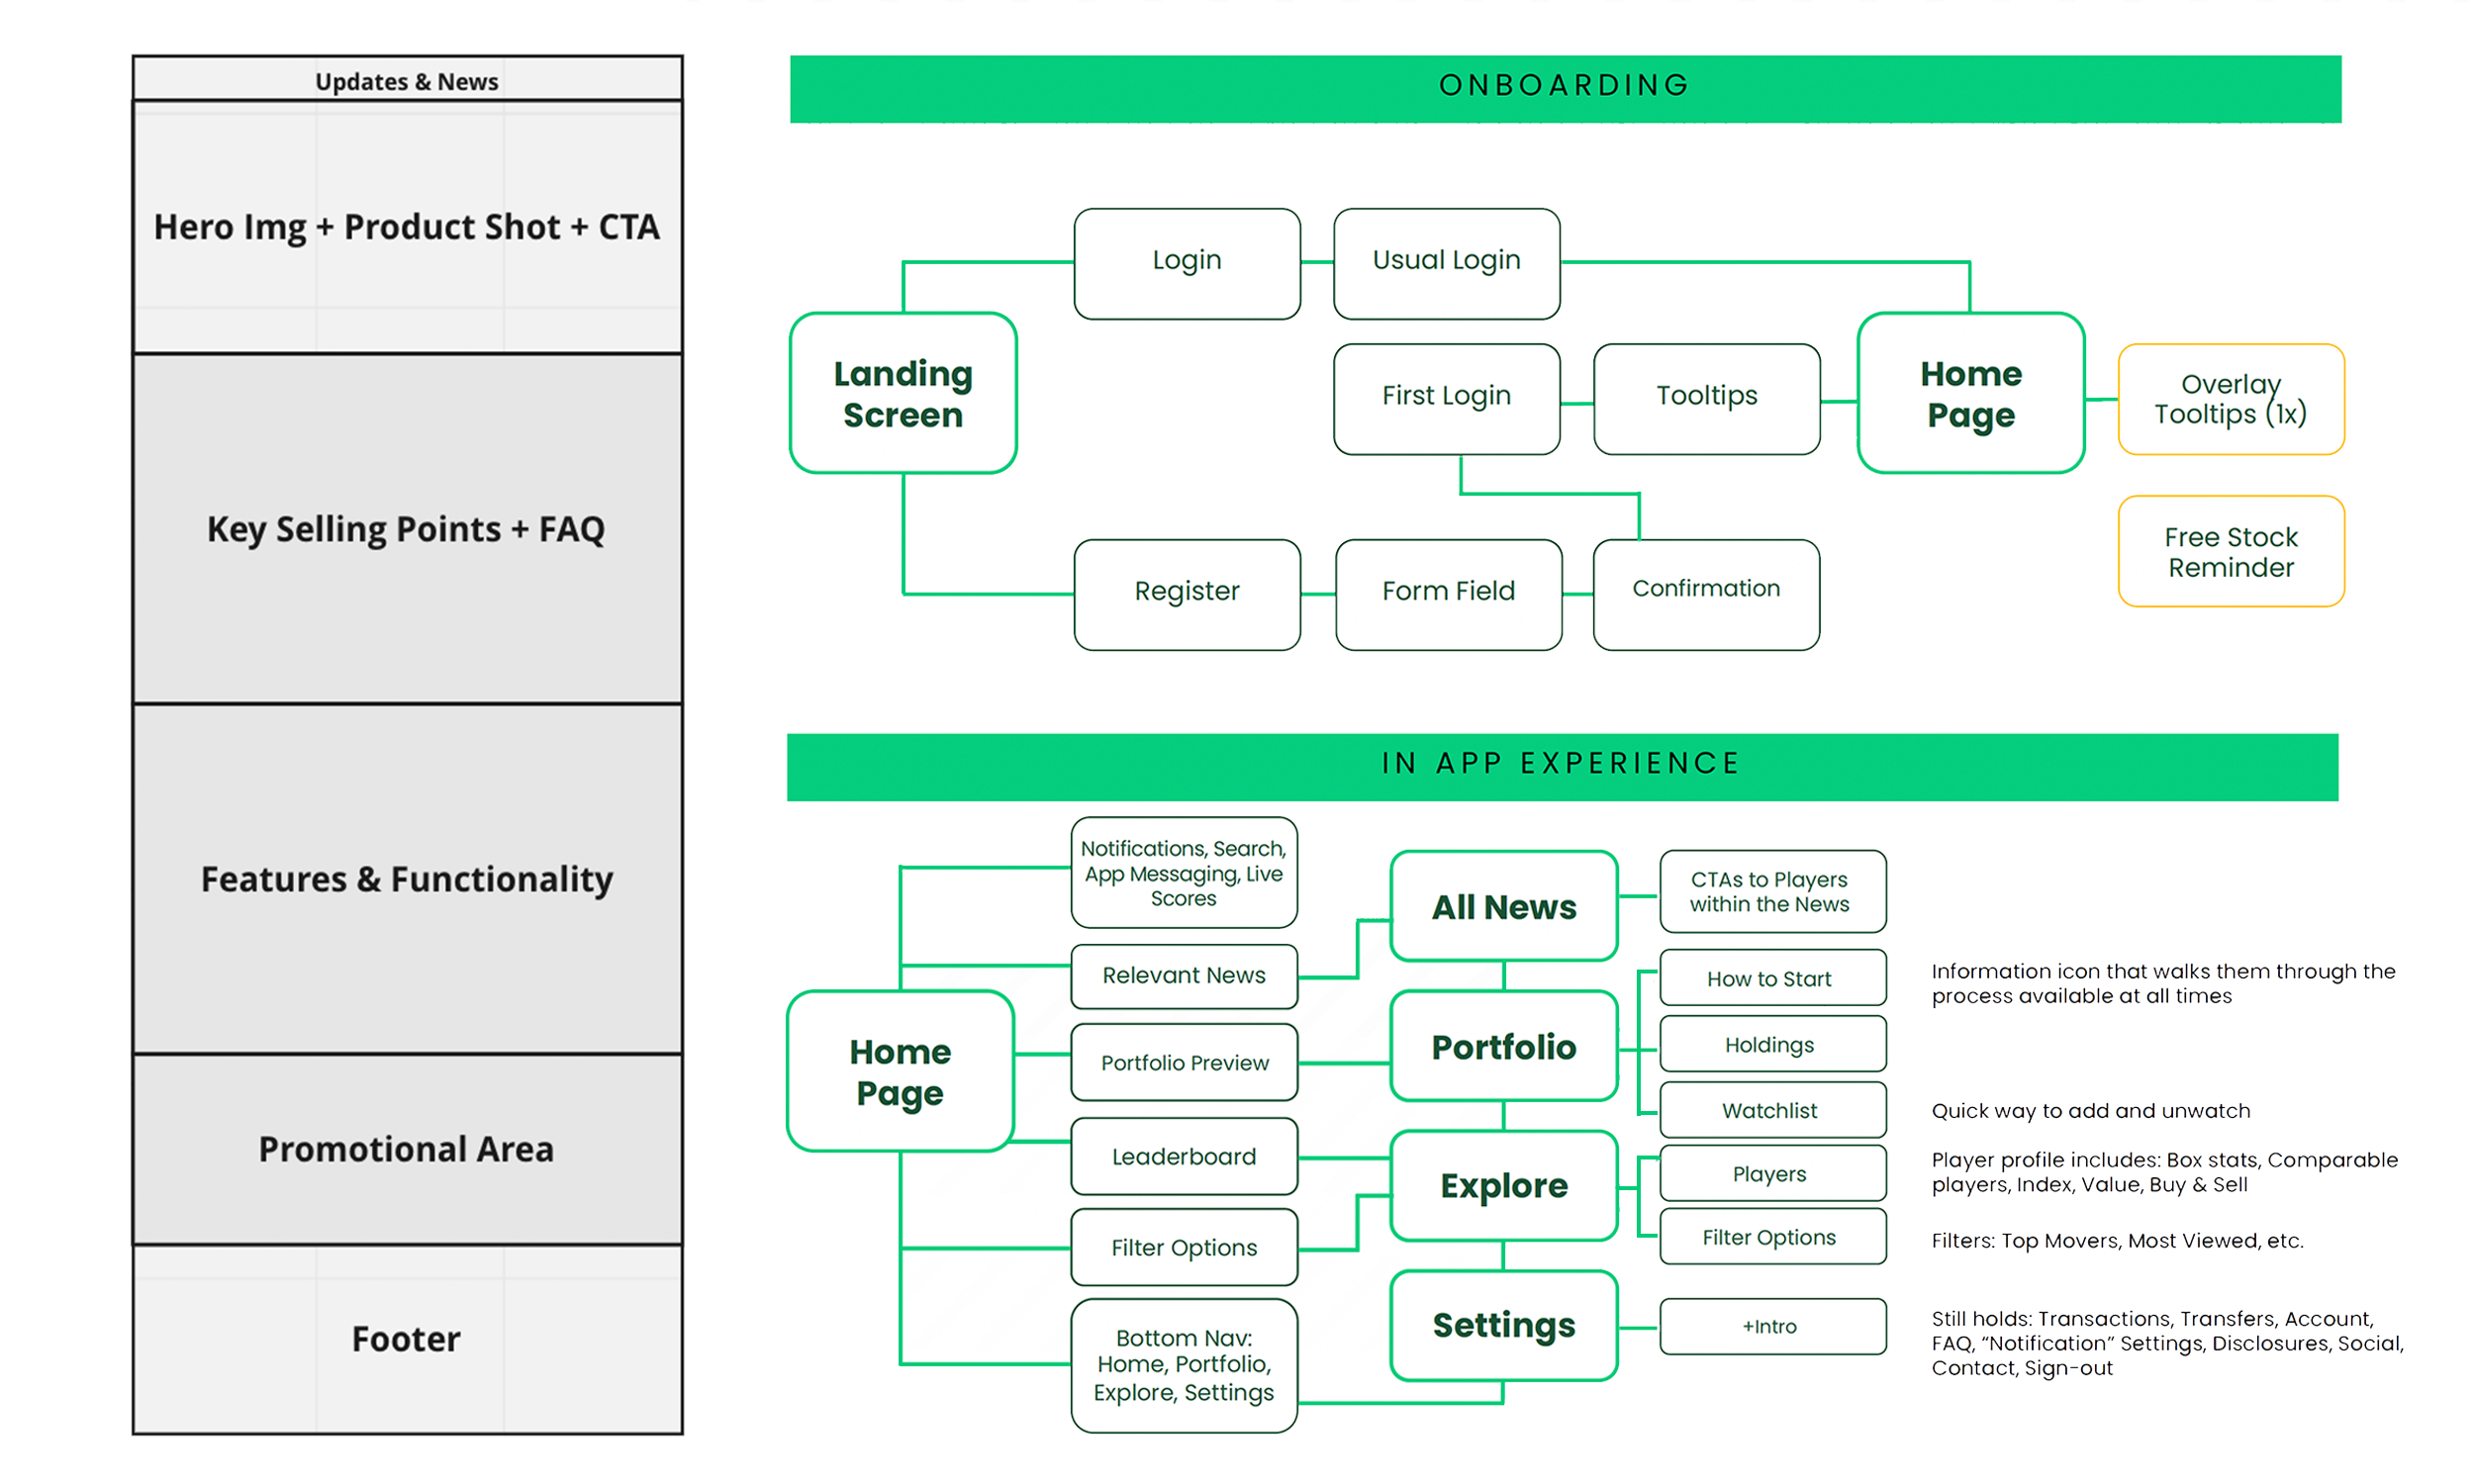 Updates & News
Hero Img + Product Shot + CTA
Key Selling Points + FAQ
Features & Functionality
Promotional Area
Footer
ONBOARDING
Login
Usual Login
Landing
Screen
First Login
Tooltips
Home
Page
Overlay
Tooltips (1x)
Free Stock
Reminder
Register
Form Field
Confirmation
IN APP EXPERIENCE
Home
Page
Notifications, Search,
App Messaging, Live
Scores
Relevant News
Portfolio Preview
Leaderboard
Filter Options
Bottom Nav:
Home, Portfolio,
Explore, Settings
All News
Portfolio
Explore
Settings
CTAs to Players
within the News
How to Start
Information icon that walks them through the
process available at all times
Holdings
Watchlist
Quick way to add and unwatch
Players
Player profile includes: Box stats, Comparable
players, Index, Value, Buy & Sell
Filter Options
Filters: Top Movers, Most Viewed, etc.
+Intro
Still holds: Transactions, Transfers, Account,
FAQ, “Notification” Settings, Disclosures, Social,
Contact, Sign-out